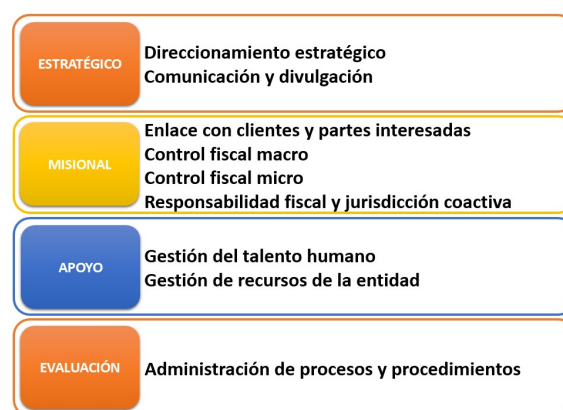 ESTRATÉGICO
Direccionamiento estratégico
Comunicación y divulgación
MISIONAL
Enlace con clientes y partes interesadas
Control fiscal macro
Control fiscal micro
Responsabilidad fiscal y jurisdicción coactiva
APOYO
Gestión del talento humano
Gestión de recursos de la entidad
EVALUACIÓN
Administración de procesos y procedimientos